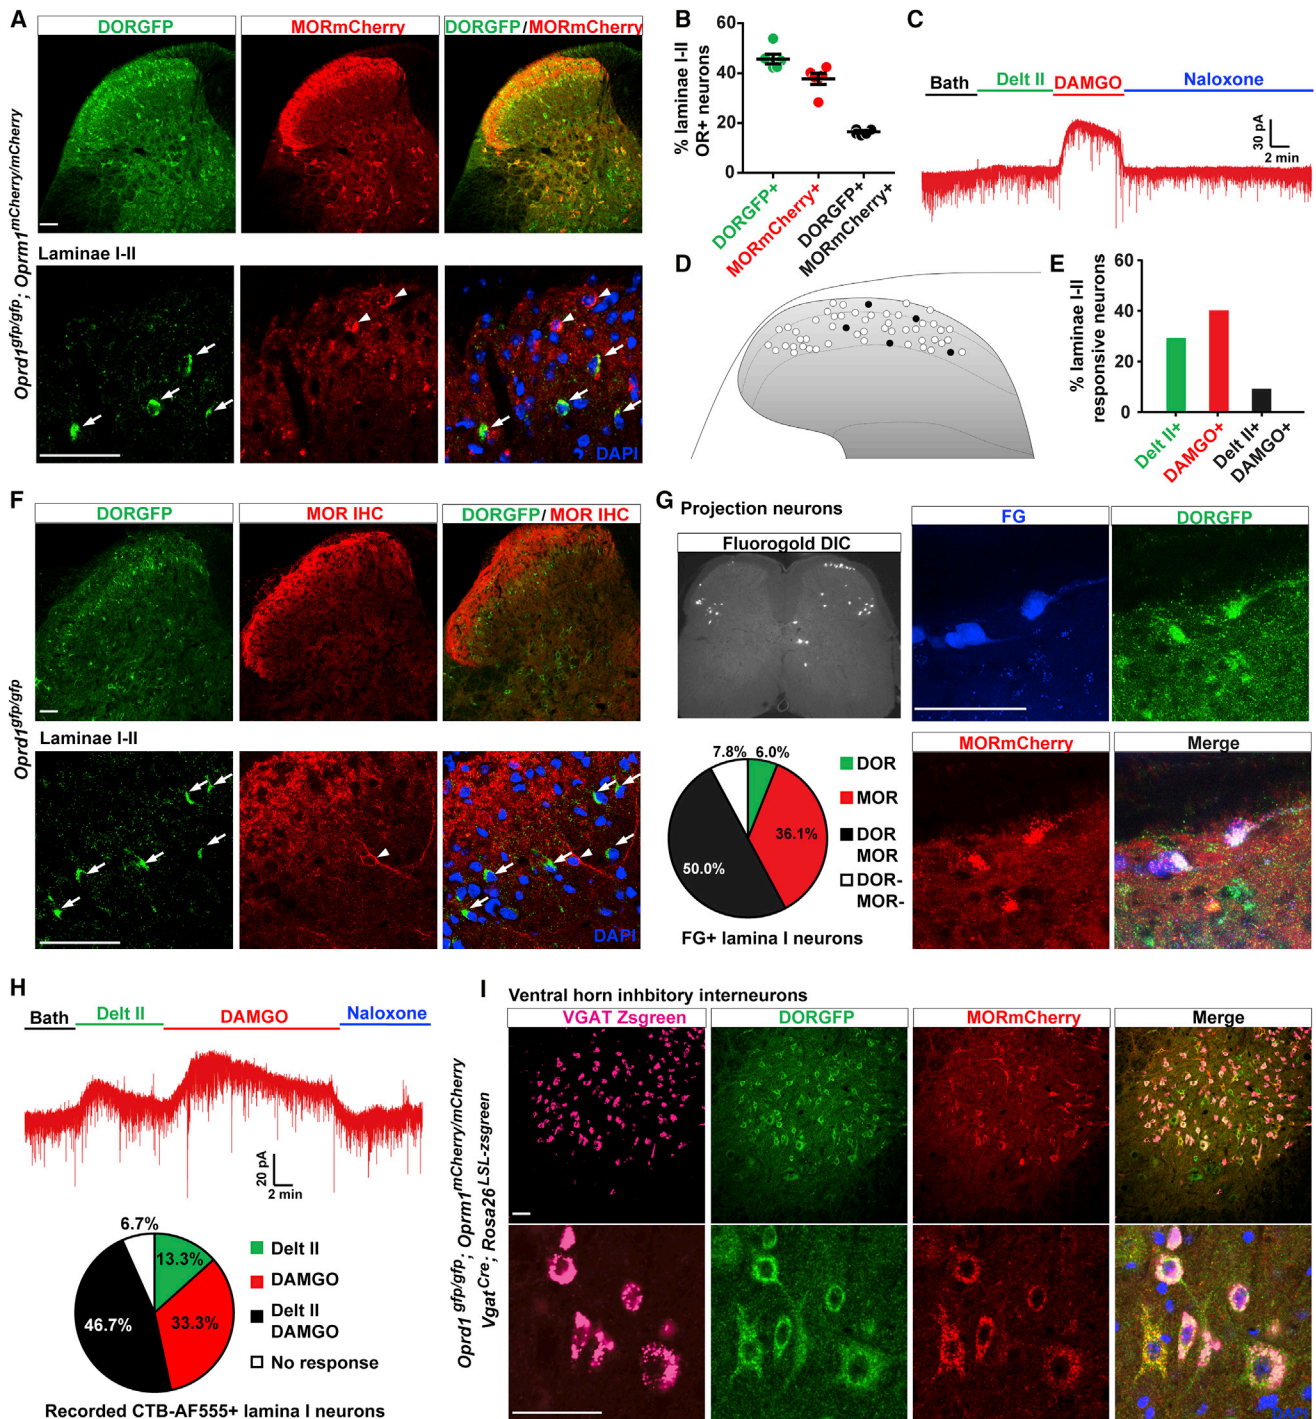 A
DORGFP
MORmCherry
DORGFP/MORmCherry
Oprd1gfp/gfp; Oprm1mCherry/mCherry
Laminae I-II
DAPI
B
% laminae I-II
OR+ neurons
60
40
20
0
DORGFP+
MORmCherry+
DORGFP+
MORmCherry+
C
Bath
Delt II
DAMGO
Naloxone
30 pA
2 min
D
E
% laminae I-II
responsive neurons
60
40
20
0
Delt II+
DAMGO+
Delt II+
DAMGO+
F
DORGFP
MOR IHC
DORGFP/MOR IHC
Oprd1gfp/gfp
Laminae I-II
DAPI
G
Projection neurons
Fluorogold DIC
FG
DORGFP
MORmCherry
Merge
7.8%
6.0%
36.1%
50.0%
DOR
MOR
DOR
MOR
DOR-
MOR-
FG+ lamina I neurons
H
Bath
Delt II
DAMGO
Naloxone
20 pA
2 min
6.7%
13.3%
33.3%
46.7%
Delt II
DAMGO
Delt II
DAMGO
No response
Recorded CTB-AF555+ lamina I neurons
I
Ventral horn inhbitory interneurons
VGAT Zsgreen
DORGFP
MORmCherry
Merge
Oprd1 gfp/gfp; Oprm1mCherry/mCherry
VgatCre; Rosa26LSL-zsgreen
DAPI